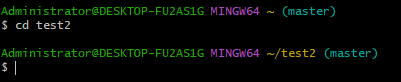 Administrator@DESKTOP-FU2AS1G MINGW64 ~ (master)
$ cd test2
Administrator@DESKTOP-FU2AS1G MINGW64 ~/test2 (master)
$